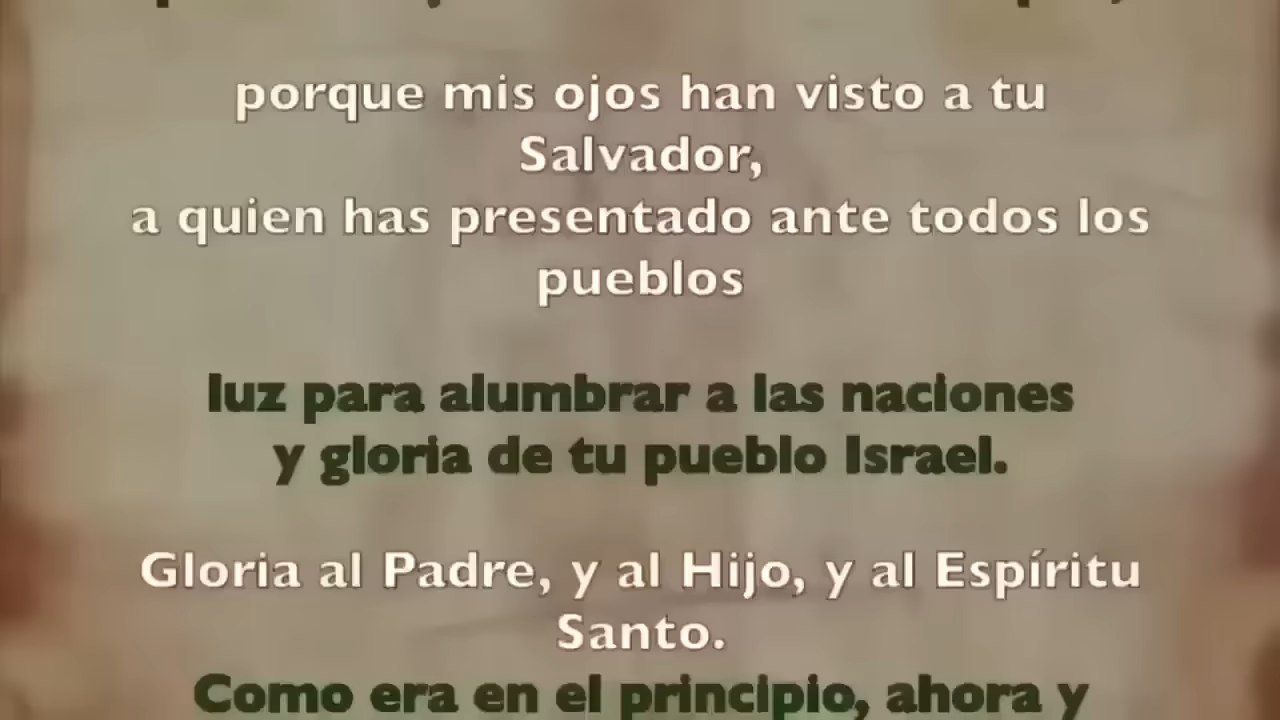 porque mis ojos han visto a tu
Salvador,
a quien has presentado ante todos los
pueblos
luz para alumbrar a las naciones
y gloria de tu pueblo Israel.
Gloria al Padre, y al Hijo, y al Espíritu
Santo.
Como era en el principio, ahora y